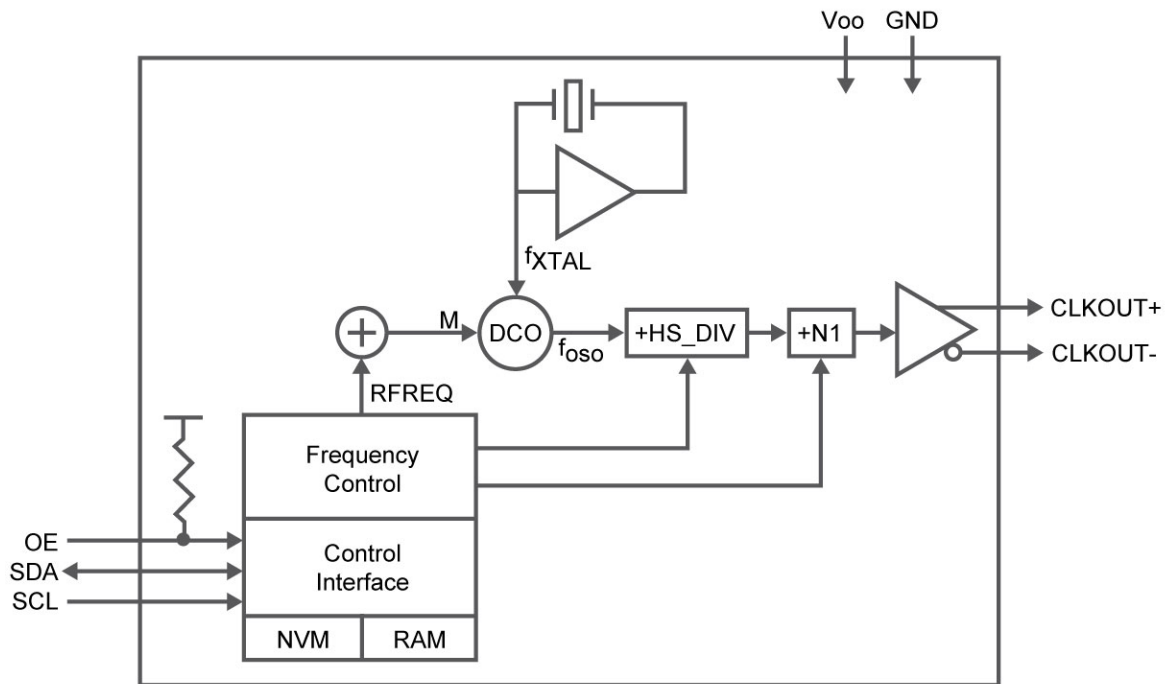 Voo GND
fXTAL
M
DCO
foso
+HS_DIV
+N1
CLKOUT+
CLKOUT-
RFREQ
Frequency
Control
OE
SDA
SCL
Control
Interface
NVM RAM